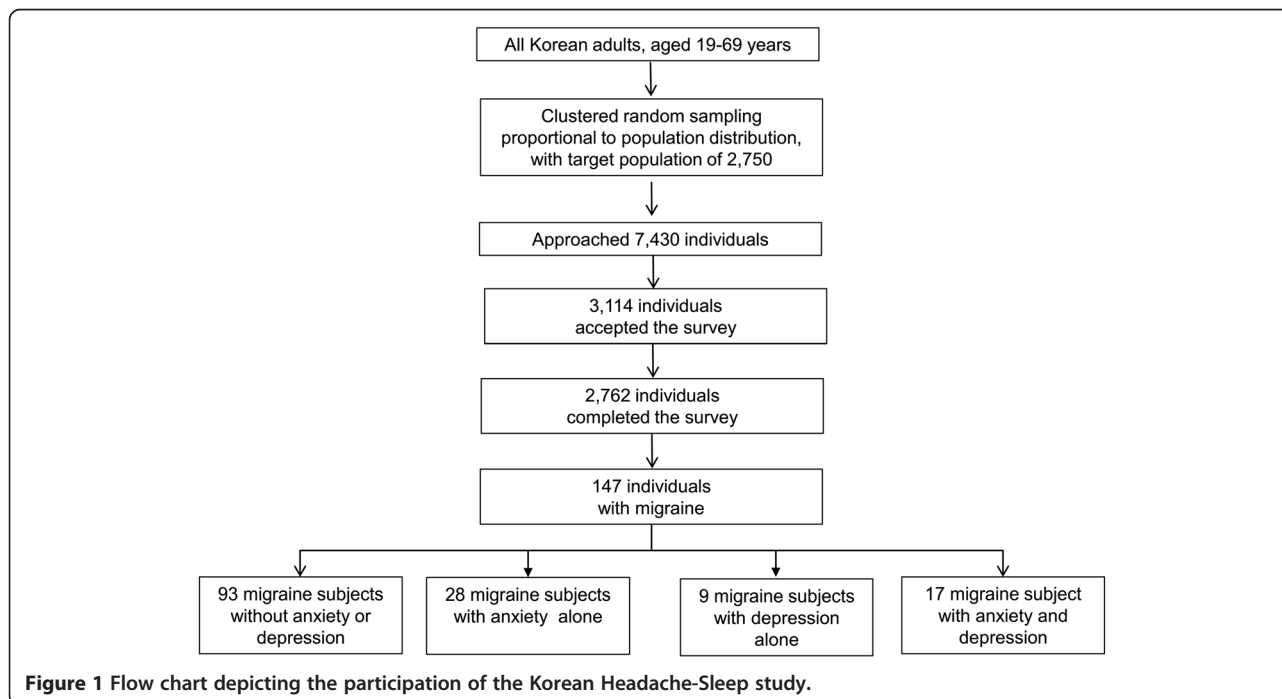 All Korean adults, aged 19-69 years
Clustered random sampling
proportional to population distribution,
with target population of 2,750
Approached 7,430 individuals
3,114 individuals
accepted the survey
2,762 individuals
completed the survey
147 individuals
with migraine
93 migraine subjects
without anxiety or
depression
28 migraine subjects
with anxiety alone
9 migraine subjects
with depression
alone
17 migraine subject
with anxiety and
depression
Figure 1 Flow chart depicting the participation of the Korean Headache-Sleep study.